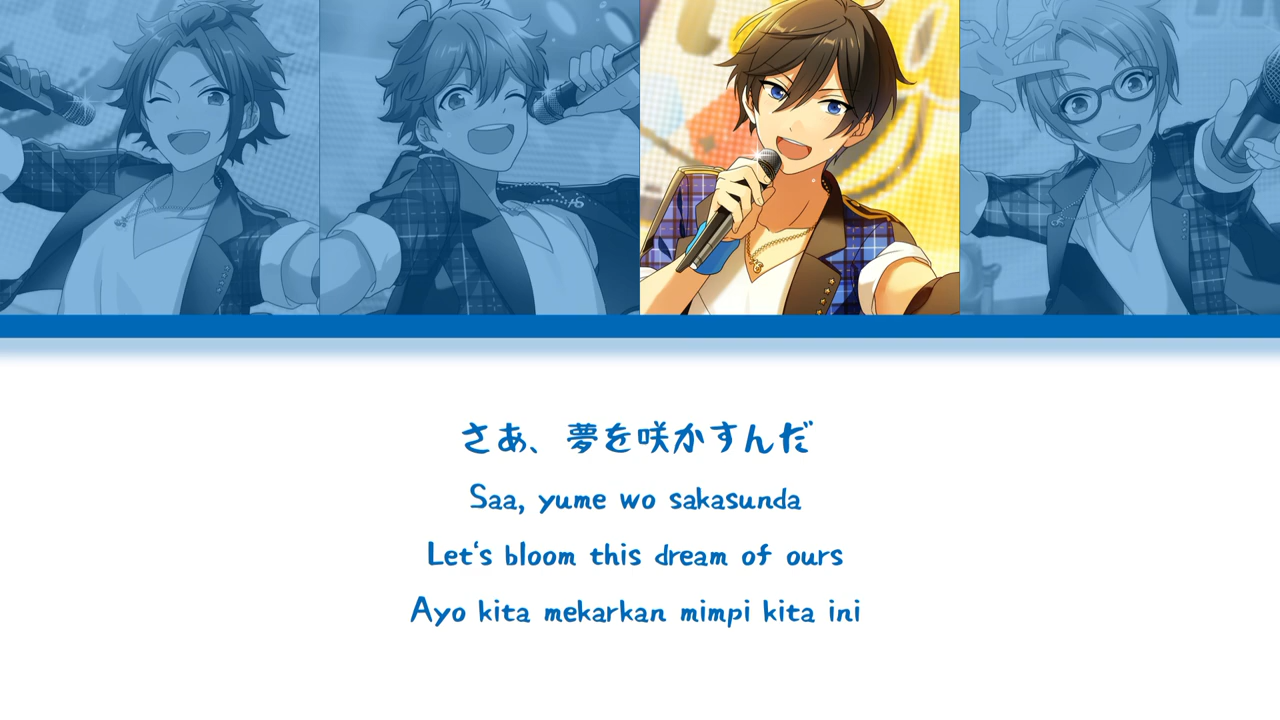 さあ、夢を咲かすんだ
Saa, yume wo sakasunda
Let's bloom this dream of ours
Ayo kita mekarkan mimpi kita ini